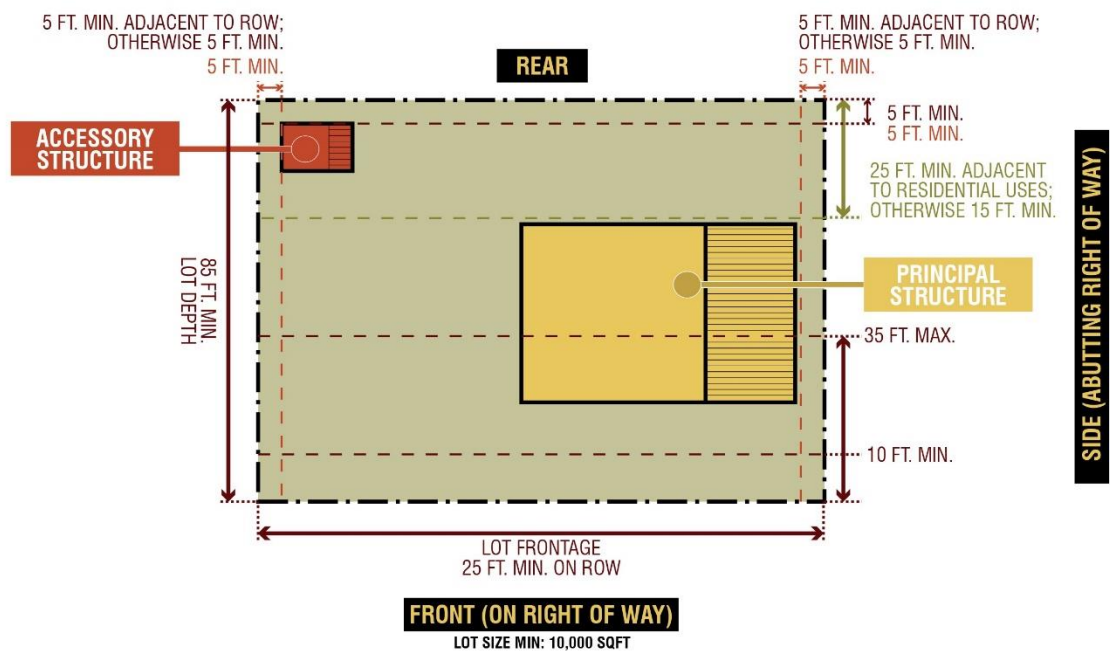 5 FT. MIN. ADJACENT TO ROW;
OTHERWISE 5 FT. MIN.
5 FT. MIN.
REAR
5 FT. MIN. ADJACENT TO ROW;
OTHERWISE 5 FT. MIN.
5 FT. MIN.
ACCESSORY
STRUCTURE
5 FT. MIN.
5 FT. MIN.
25 FT. MIN. ADJACENT
TO RESIDENTIAL USES;
OTHERWISE 15 FT. MIN.
85 FT. MIN.
LOT DEPTH
PRINCIPAL
STRUCTURE
35 FT. MAX.
10 FT. MIN.
SIDE (ABUTTING RIGHT OF WAY)
LOT FRONTAGE
25 FT. MIN. ON ROW
FRONT (ON RIGHT OF WAY)
LOT SIZE MIN: 10,000 SQFT